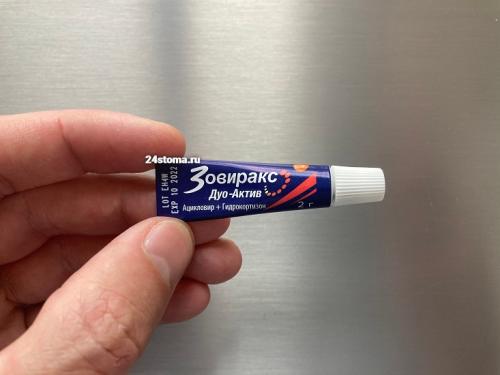 24stoma.ru
LOT EH4W
EXP 10 2022
Зовиракс
Дуо-Актив
Ацикловир + Гидрокортизон
2 г